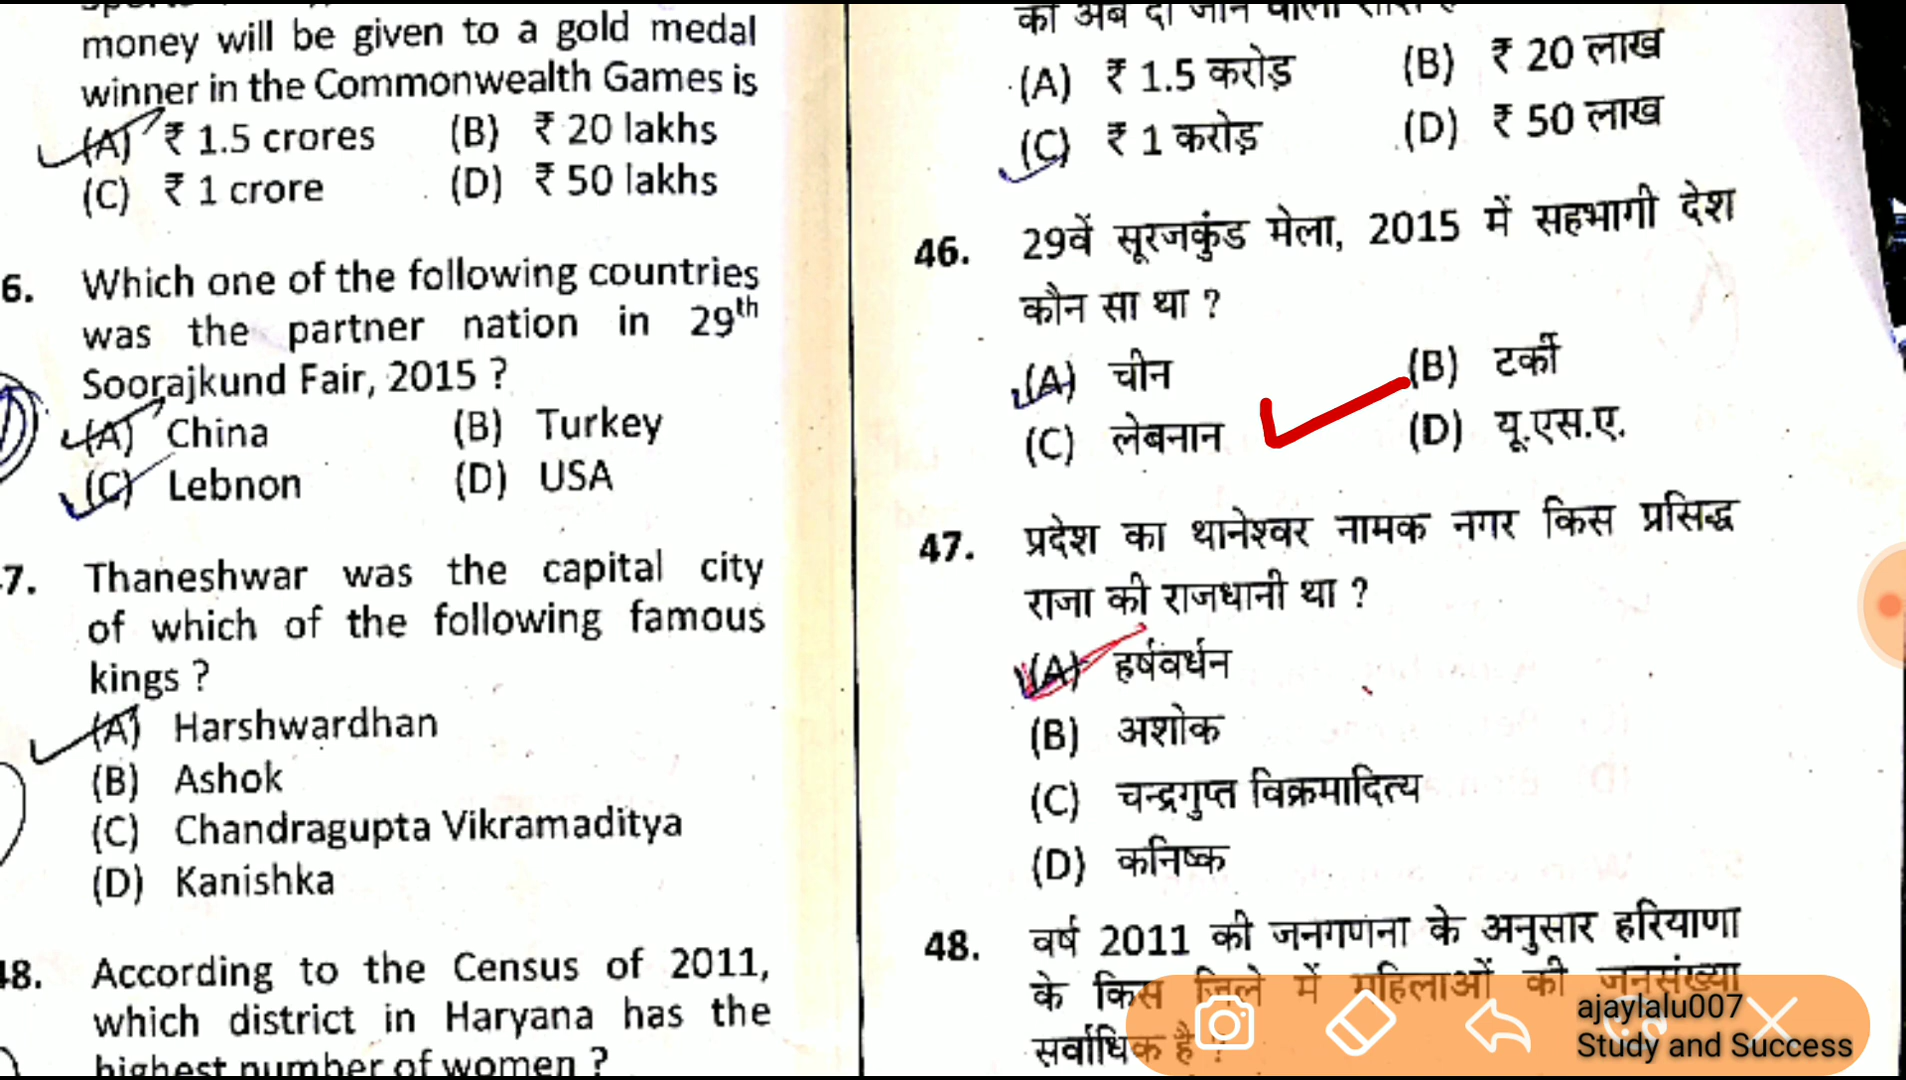 money will be given to a gold medal
winner in the Commonwealth Games is
(A) ₹ 1.5 crores (B) ₹ 20 lakhs
(C) ₹ 1 crore (D) ₹ 50 lakhs
6. Which one of the following countries
was the partner nation in 29th
Soorajkund Fair, 2015 ?
(A) China (B) Turkey
(C) Lebnon (D) USA
7. Thaneshwar was the capital city
of which of the following famous
kings ?
(A) Harshwardhan
(B) Ashok
(C) Chandragupta Vikramaditya
(D) Kanishka
48. According to the Census of 2011,
which district in Haryana has the
highest number of women ?
को अब दी जाने वाली
(A) ₹ 1.5 करोड़ (B) ₹ 20 लाख
(C) ₹ 1 करोड़ (D) ₹ 50 लाख
46. 29वें सूरजकुंड मेला, 2015 में सहभागी देश
कौन सा था ?
(A) चीन (B) टर्की
(C) लेबनान (D) यू.एस.ए.
47. प्रदेश का थानेश्वर नामक नगर किस प्रसिद्ध
राजा की राजधानी था ?
(A) हर्षवर्धन
(B) अशोक
(C) चन्द्रगुप्त विक्रमादित्य
(D) कनिष्क
48. वर्ष 2011 की जनगणना के अनुसार हरियाणा
के किस जिले में महिलाओं की जनसंख्या
सर्वाधिक है ?
ajaylalu007
Study and Success